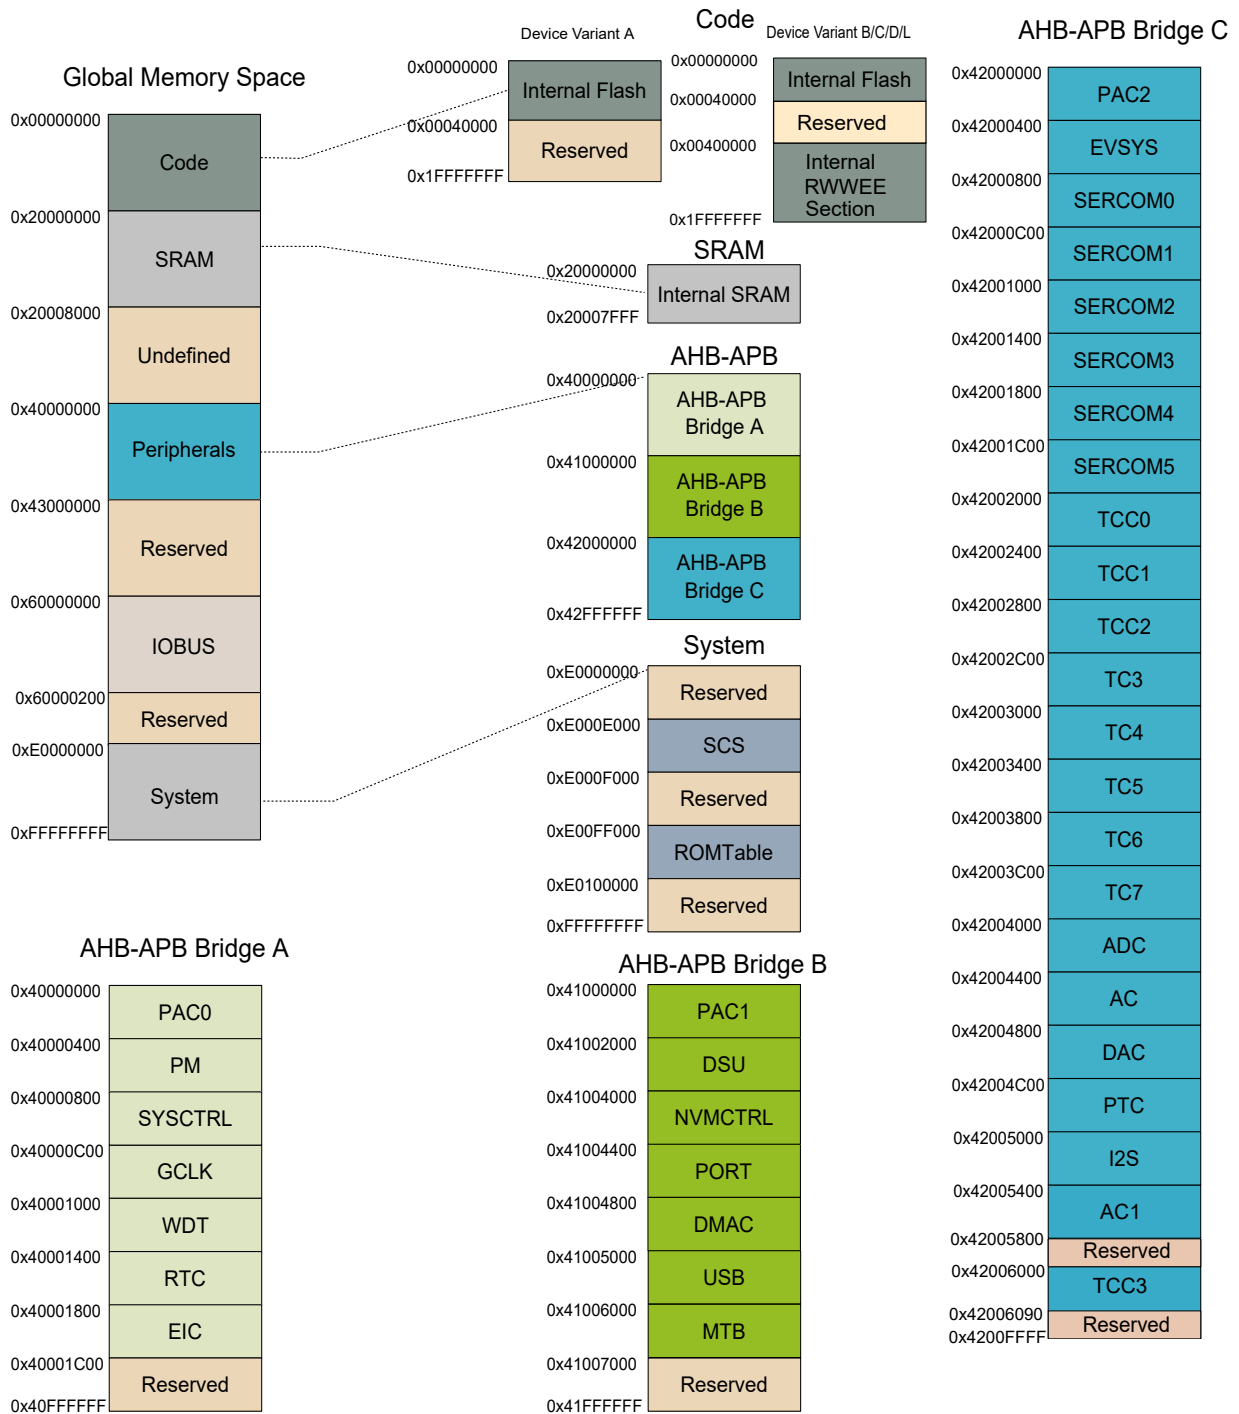 Global Memory Space
0x00000000
Code
0x20000000
SRAM
0x20008000
Undefined
0x40000000
Peripherals
0x43000000
Reserved
0x60000000
IOBUS
0x60000200
Reserved
0xE0000000
System
0xFFFFFFFF
Code
Device Variant A
0x00000000
Internal Flash
0x00040000
Reserved
0x1FFFFFFF
Device Variant B/C/D/L
0x00000000
Internal Flash
0x00040000
Reserved
0x00400000
Internal
RWWEE
Section
0x1FFFFFFF
SRAM
0x20000000
Internal SRAM
0x20007FFF
AHB-APB
0x40000000
AHB-APB
Bridge A
0x41000000
AHB-APB
Bridge B
0x42000000
AHB-APB
Bridge C
0x42FFFFFF
System
0xE0000000
Reserved
0xE000E000
SCS
0xE000F000
Reserved
0xE00FF000
ROMTable
0xE0100000
Reserved
0xFFFFFFFF
AHB-APB Bridge A
0x40000000
PAC0
0x40000400
PM
0x40000800
SYSCTRL
0x40000C00
GCLK
0x40001000
WDT
0x40001400
RTC
0x40001800
EIC
0x40001C00
Reserved
0x40FFFFFF
AHB-APB Bridge B
0x41000000
PAC1
0x41002000
DSU
0x41004000
NVMCTRL
0x41004400
PORT
0x41004800
DMAC
0x41005000
USB
0x41006000
MTB
0x41007000
Reserved
0x41FFFFFF
AHB-APB Bridge C
0x42000000
PAC2
0x42000400
EVSYS
0x42000800
SERCOM0
0x42000C00
SERCOM1
0x42001000
SERCOM2
0x42001400
SERCOM3
0x42001800
SERCOM4
0x42001C00
SERCOM5
0x42002000
TCC0
0x42002400
TCC1
0x42002800
TCC2
0x42002C00
TC3
0x42003000
TC4
0x42003400
TC5
0x42003800
TC6
0x42003C00
TC7
0x42004000
ADC
0x42004400
AC
0x42004800
DAC
0x42004C00
PTC
0x42005000
I2S
0x42005400
AC1
0x42005800
Reserved
0x42006000
TCC3
0x42006090
Reserved
0x4200FFFF